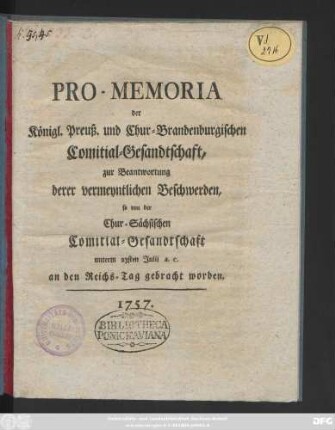 PRO-MEMORIA
der
Königl. Preuß. und Chur-Brandenburgischen
Comitial-Gesandtschaft,
zur Beantwortung
derer vermeyntlichen Beschwerden,
so von der
Chur-Sächsischen
Comitial-Gesandtschaft
unterm 23sten Julii a. c.
an den Reichs-Tag gebracht worden.
1757.
BIBLIOTHECA
PONICKAVIANA